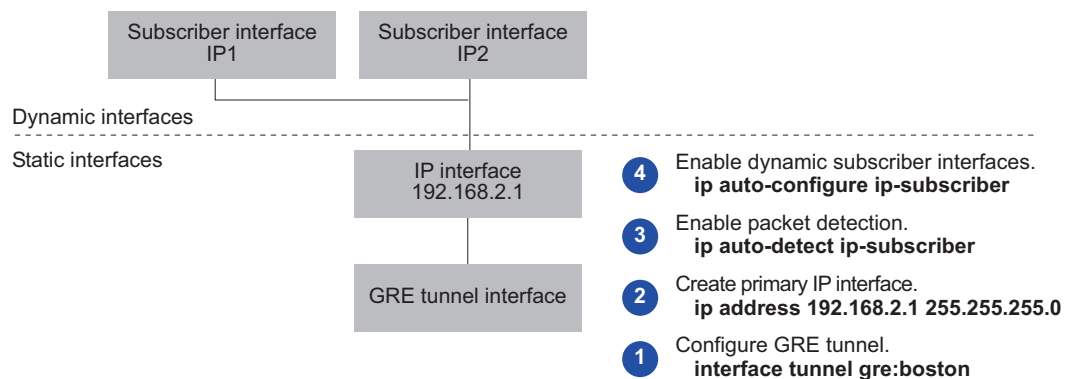 Subscriber interface
IP1
Subscriber interface
IP2
Dynamic interfaces
Static interfaces
IP interface
192.168.2.1
GRE tunnel interface
4
Enable dynamic subscriber interfaces.
ip auto-configure ip-subscriber
3
Enable packet detection.
ip auto-detect ip-subscriber
2
Create primary IP interface.
ip address 192.168.2.1 255.255.255.0
1
Configure GRE tunnel.
interface tunnel gre:boston